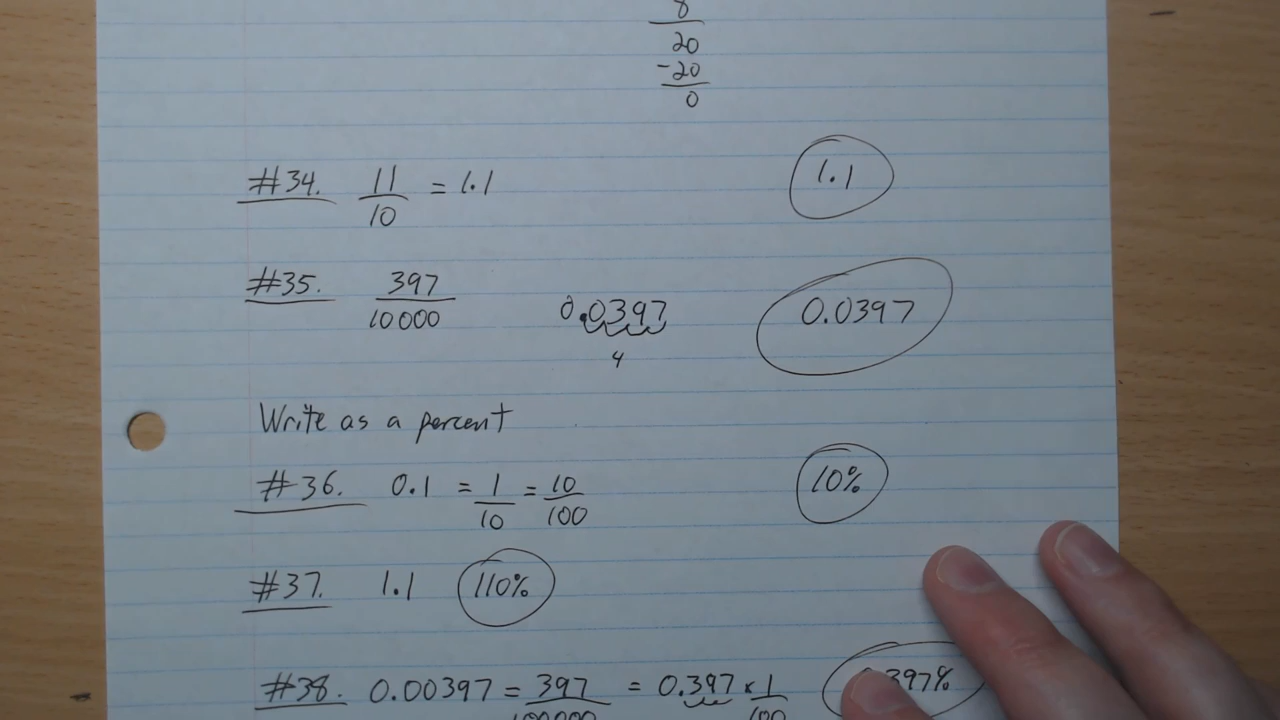 8
20
-20
0
#34. 11/10 = 1.1 1.1
#35. 397/10000 0.0397 0.0397
4
Write as a percent
#36. 0.1 = 1/10 = 10/100 10%
#37. 1.1 110%
#38. 0.00397 = 397/100000 = 0.397 x 1/100 .397%